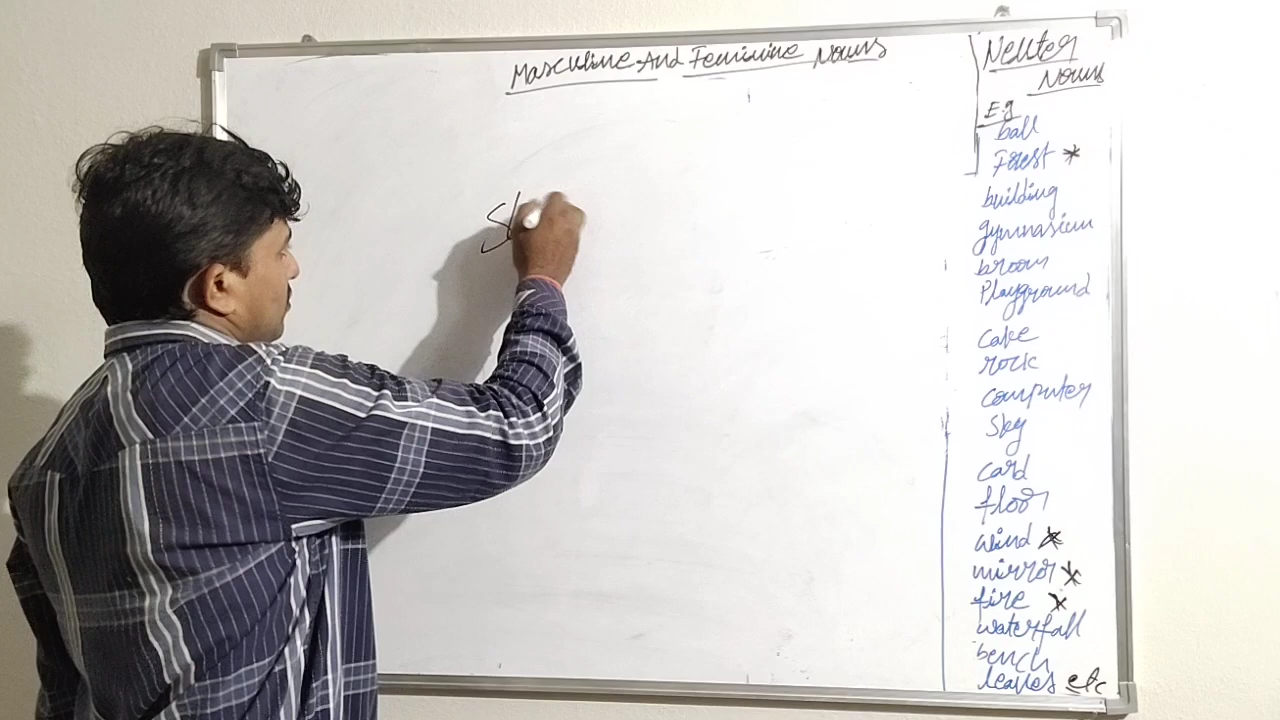 Masculine And Feminine Nouns
S
Neuter
Nouns
E.g
ball
Forest *
building
gymnasium
broom
Playground
cake
rock
computer
sky
card
floor
wind *
mirror *
fire *
waterfall
bench
leaves etc